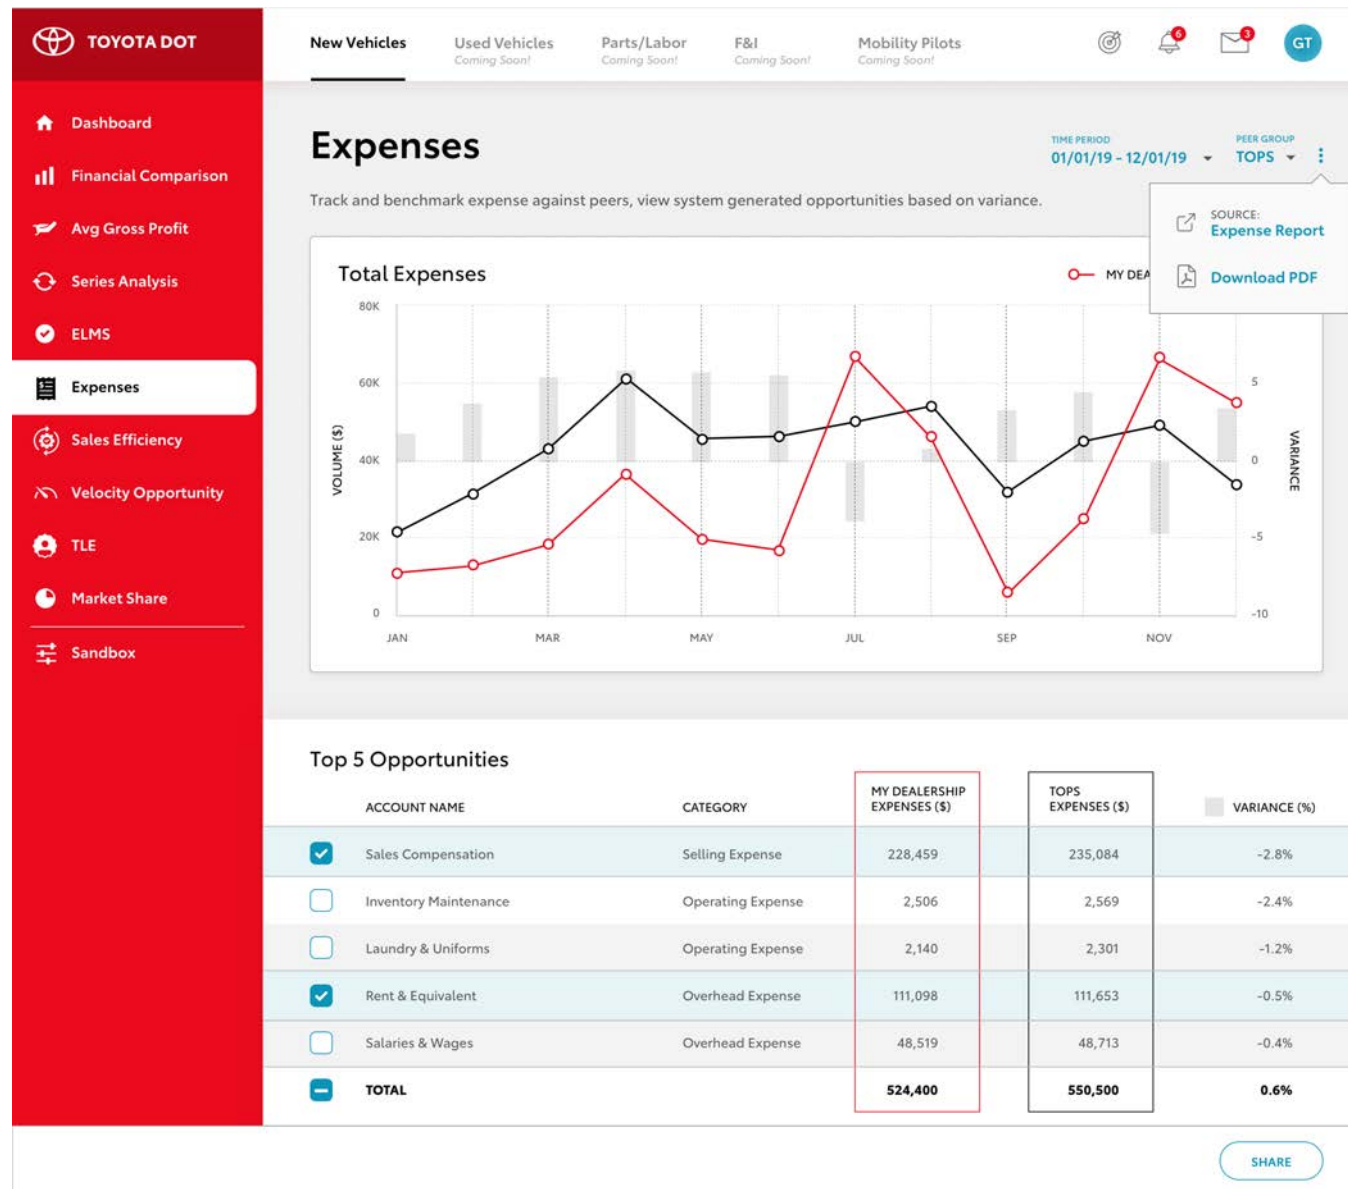 TOYOTA DOT
New Vehicles
Used Vehicles
Coming Soon!
Parts/Labor
Coming Soon!
F&I
Coming Soon!
Mobility Pilots
Coming Soon!
6
3
GT
Dashboard
Financial Comparison
Avg Gross Profit
Series Analysis
ELMS
Expenses
Sales Efficiency
Velocity Opportunity
TLE
Market Share
Sandbox
Expenses
TIME PERIOD
01/01/19 - 12/01/19
PEER GROUP
TOPS
Track and benchmark expense against peers, view system generated opportunities based on variance.
SOURCE:
Expense Report
Download PDF
Total Expenses
MY DEA
80K
60K
40K
20K
0
VOLUME ($)
5
0
-5
-10
VARIANCE
JAN MAR MAY JUL SEP NOV
Top 5 Opportunities
ACCOUNT NAME CATEGORY MY DEALERSHIP EXPENSES ($) TOPS EXPENSES ($) VARIANCE (%)
Sales Compensation Selling Expense 228,459 235,084 -2.8%
Inventory Maintenance Operating Expense 2,506 2,569 -2.4%
Laundry & Uniforms Operating Expense 2,140 2,301 -1.2%
Rent & Equivalent Overhead Expense 111,098 111,653 -0.5%
Salaries & Wages Overhead Expense 48,519 48,713 -0.4%
TOTAL 524,400 550,500 0.6%
SHARE